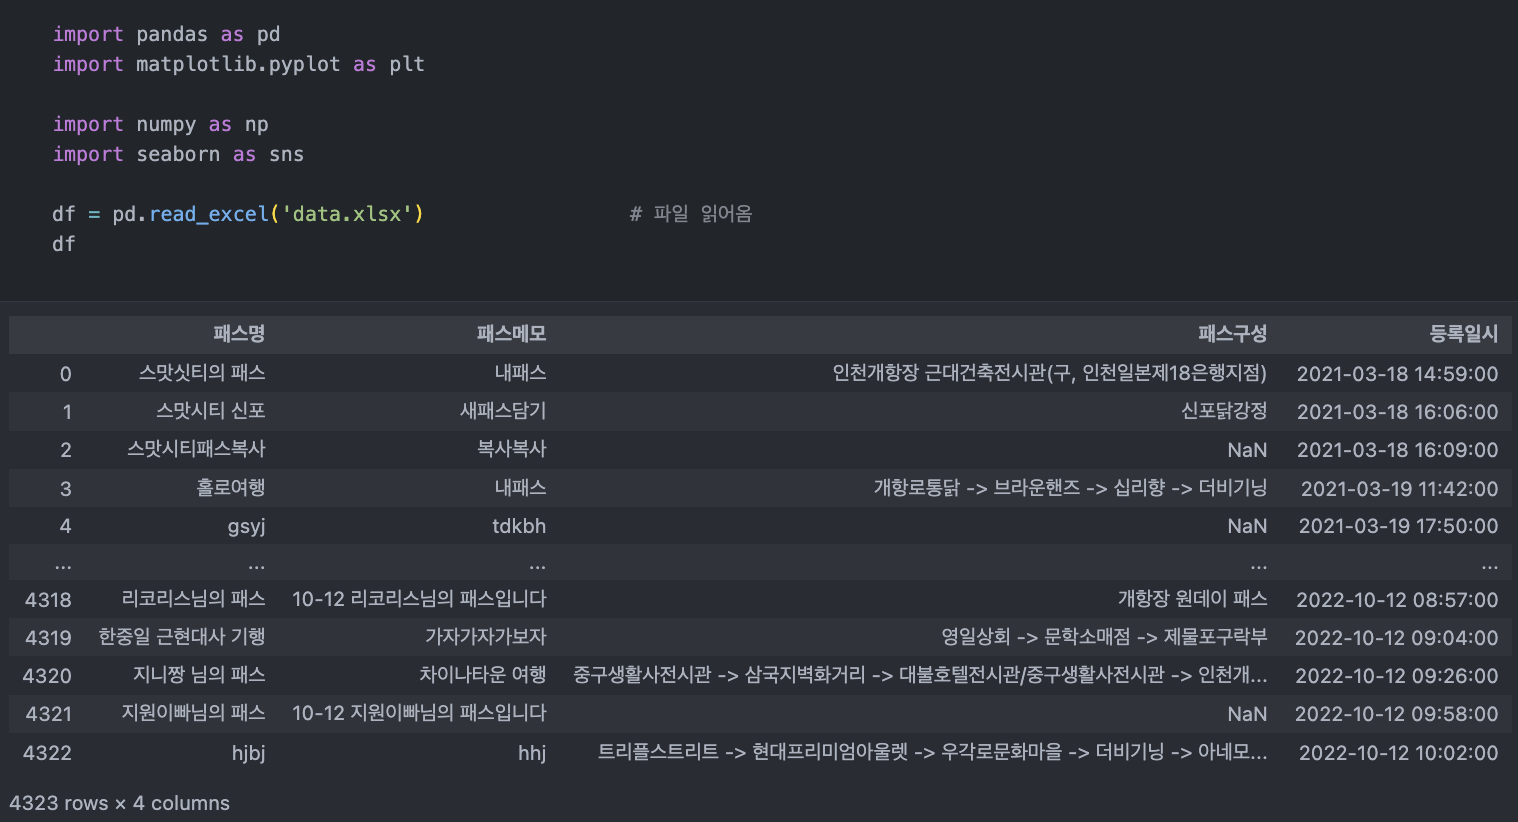 import pandas as pd
import matplotlib.pyplot as plt
import numpy as np
import seaborn as sns
df = pd.read_excel('data.xlsx') # 파일 읽어옴
df
패스명 패스메모 패스구성 등록일시
0 스맛싯티의 패스 내패스 인천개항장 근대건축전시관(구, 인천일본제18은행지점) 2021-03-18 14:59:00
1 스맛시티 신포 새패스담기 신포닭강정 2021-03-18 16:06:00
2 스맛시티패스복사 복사복사 NaN 2021-03-18 16:09:00
3 홀로여행 내패스 개항로통닭 -> 브라운핸즈 -> 십리향 -> 더비기닝 2021-03-19 11:42:00
4 gsyj tdkbh NaN 2021-03-19 17:50:00
... ... ... ... ...
4318 리코리스님의 패스 10-12 리코리스님의 패스입니다 개항장 원데이 패스 2022-10-12 08:57:00
4319 한중일 근현대사 기행 가자가자가보자 영일상회 -> 문학소매점 -> 제물포구락부 2022-10-12 09:04:00
4320 지니짱 님의 패스 차이나타운 여행 중구생활사전시관 -> 삼국지벽화거리 -> 대불호텔전시관/중구생활사전시관 -> 인천개... 2022-10-12 09:26:00
4321 지원이빠님의 패스 10-12 지원이빠님의 패스입니다 NaN 2022-10-12 09:58:00
4322 hjbj hhj 트리플스트리트 -> 현대프리미엄아울렛 -> 우각로문화마을 -> 더비기닝 -> 아네모... 2022-10-12 10:02:00
4323 rows × 4 columns